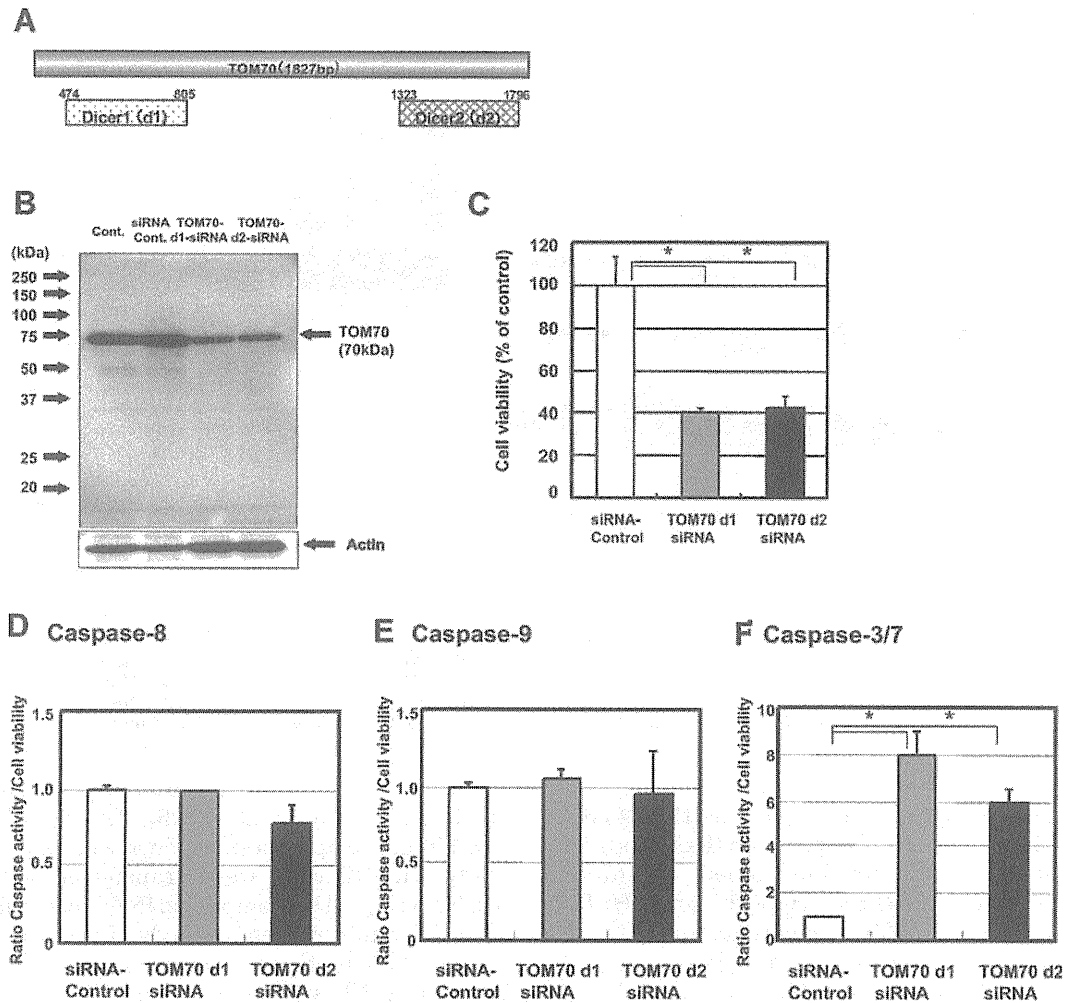 A
TOM70(1827bp)
474 805 1323 1796
Dicer1 (d1) Dicer2 (d2)
B
Cont. siRNA Cont. TOM70-d1-siRNA TOM70-d2-siRNA
(kDa)
250
150
100
75
50
37
25
20
TOM70
(70kDa)
Actin
C
Cell viability (% of control)
120
100
80
60
40
20
0
* *
siRNA-Control TOM70 d1 siRNA TOM70 d2 siRNA
D Caspase-8
Ratio Caspase activity /Cell viability
1.5
1.0
0.5
0
siRNA-Control TOM70 d1 siRNA TOM70 d2 siRNA
E Caspase-9
Ratio Caspase activity /Cell viability
1.5
1.0
0.5
0
siRNA-Control TOM70 d1 siRNA TOM70 d2 siRNA
F Caspase-3/7
Ratio Caspase activity /Cell viability
10
8
6
4
2
0
* *
siRNA-Control TOM70 d1 siRNA TOM70 d2 siRNA